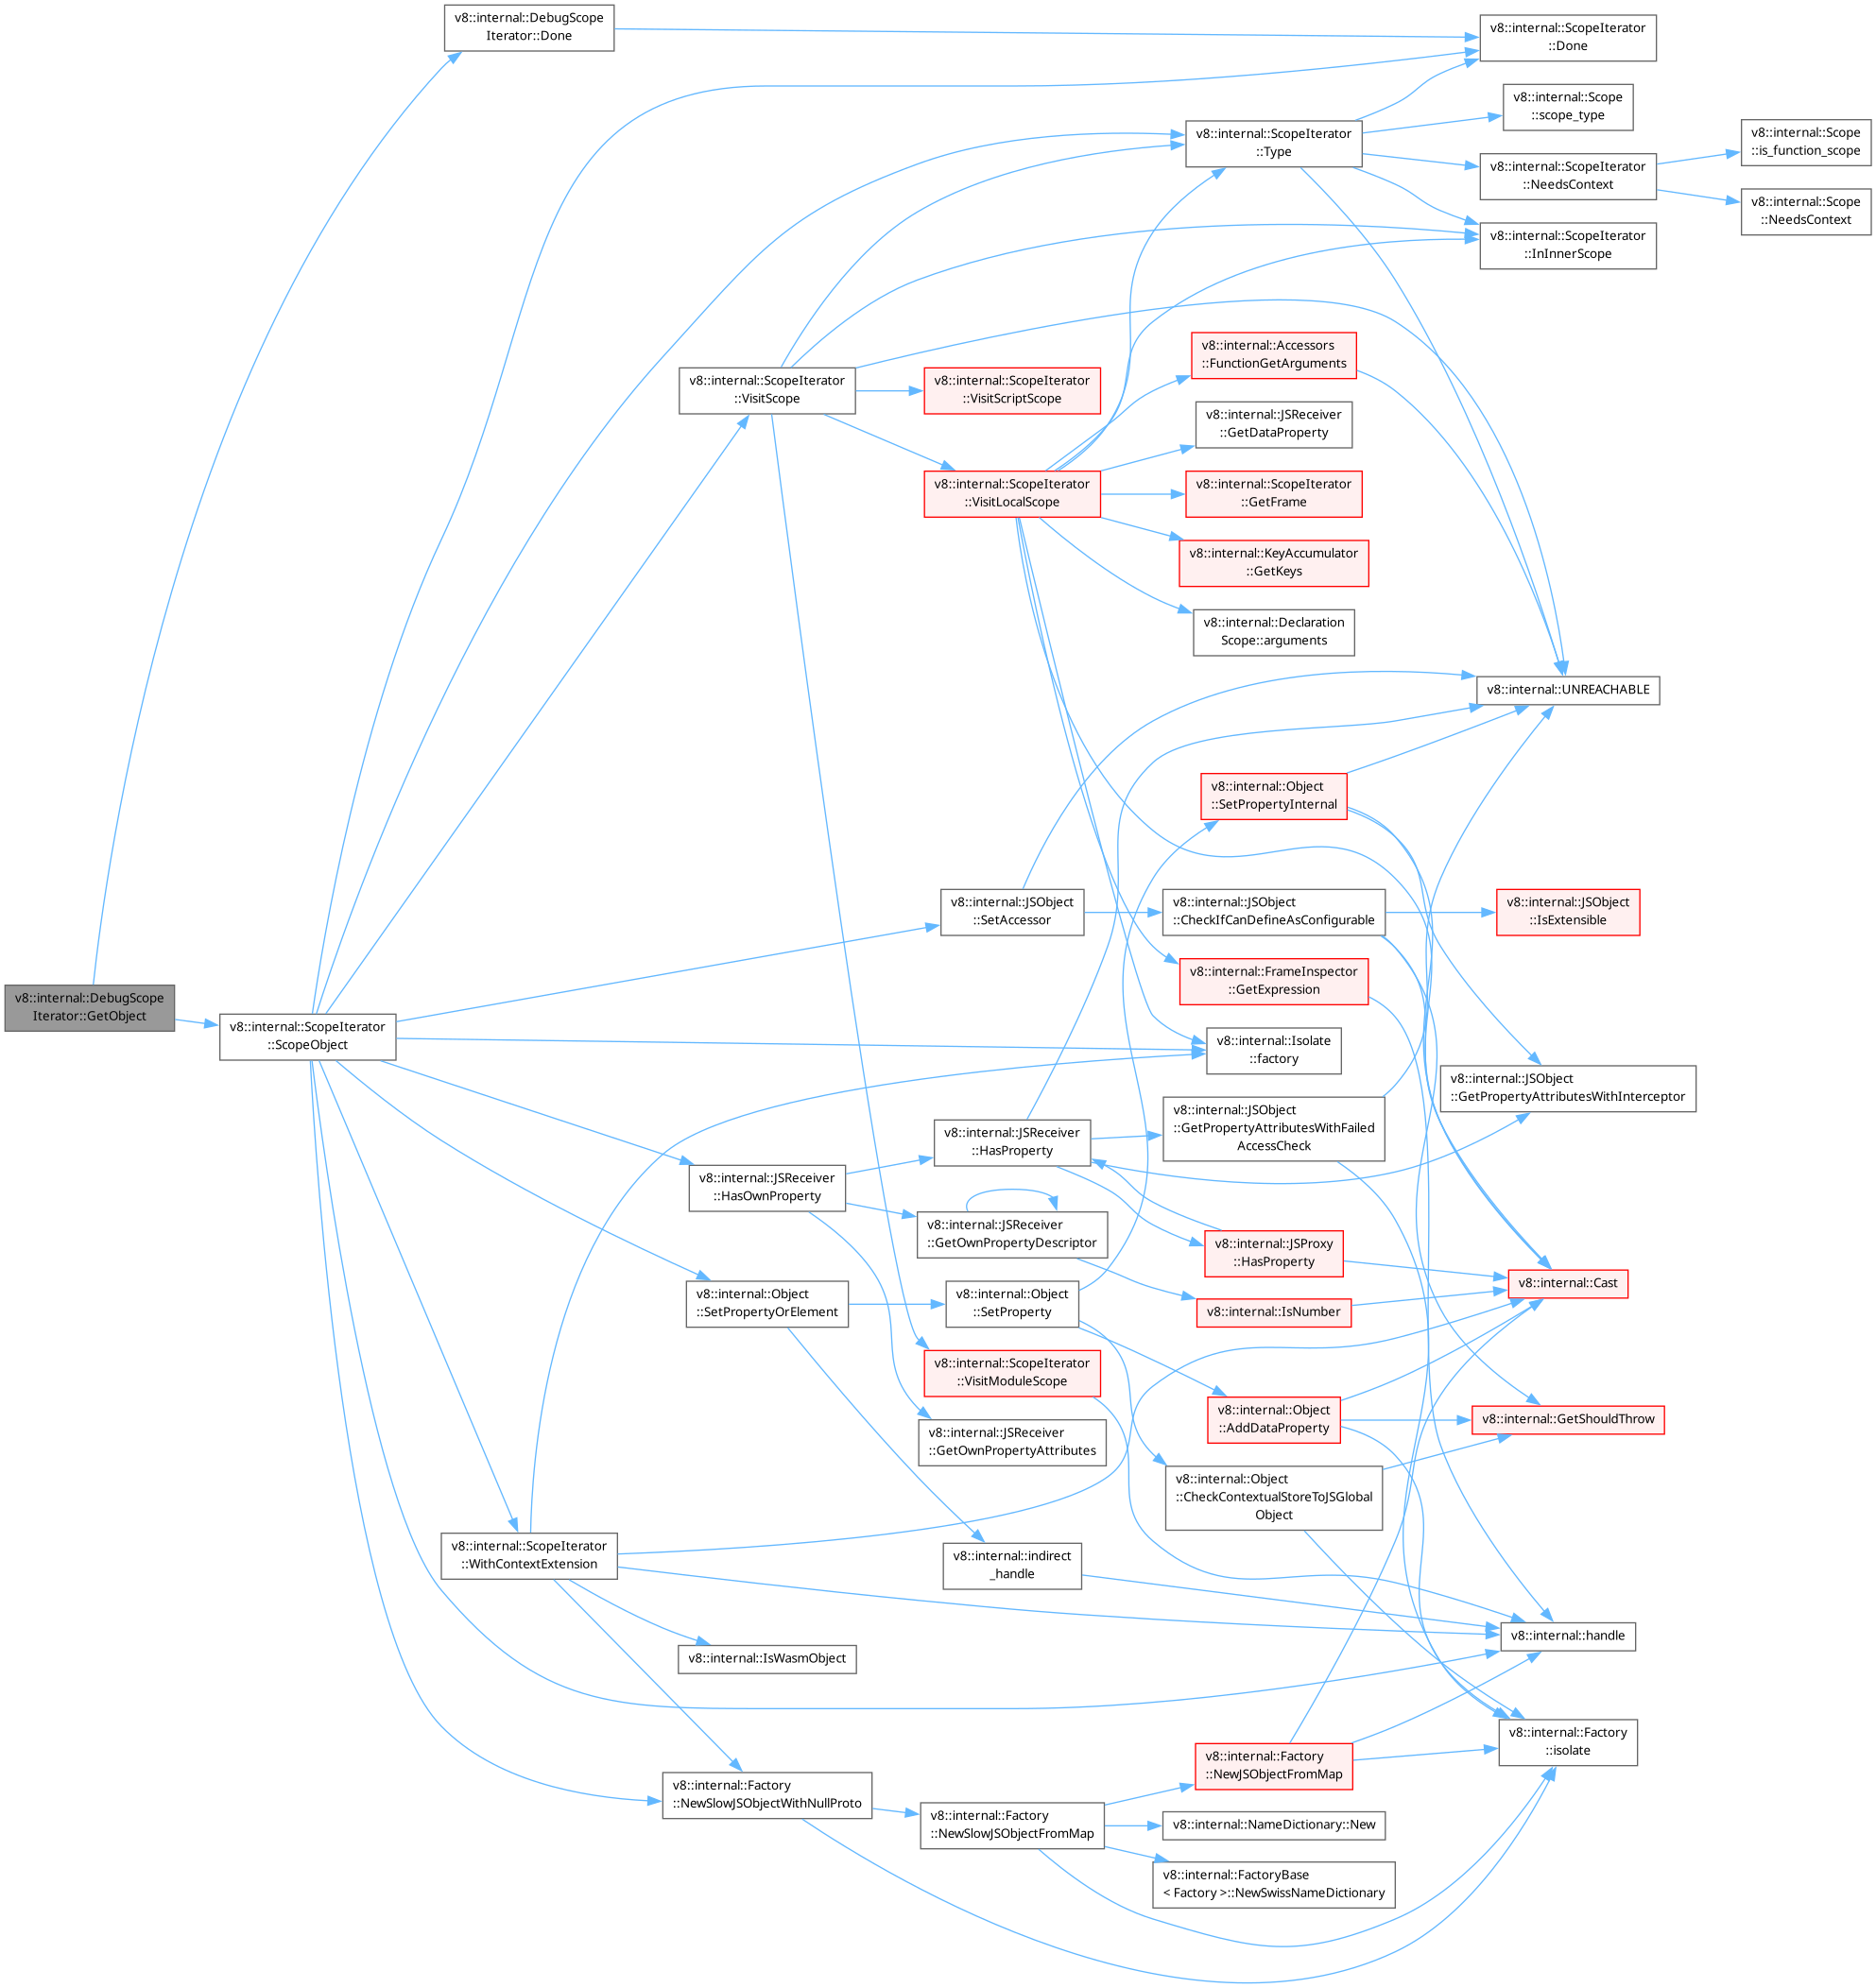 v8::internal::DebugScope
Iterator::GetObject
v8::internal::DebugScope
Iterator::Done
v8::internal::ScopeIterator
::Done
v8::internal::ScopeIterator
::ScopeObject
v8::internal::ScopeIterator
::Type
v8::internal::Scope
::scope_type
v8::internal::ScopeIterator
::NeedsContext
v8::internal::Scope
::is_function_scope
v8::internal::Scope
::NeedsContext
v8::internal::ScopeIterator
::InInnerScope
v8::internal::ScopeIterator
::VisitScope
v8::internal::ScopeIterator
::VisitScriptScope
v8::internal::ScopeIterator
::VisitLocalScope
v8::internal::Accessors
::FunctionGetArguments
v8::internal::JSReceiver
::GetDataProperty
v8::internal::ScopeIterator
::GetFrame
v8::internal::KeyAccumulator
::GetKeys
v8::internal::Declaration
Scope::arguments
v8::internal::UNREACHABLE
v8::internal::Object
::SetPropertyInternal
v8::internal::JSObject
::SetAccessor
v8::internal::JSObject
::CheckIfCanDefineAsConfigurable
v8::internal::JSObject
::IsExtensible
v8::internal::FrameInspector
::GetExpression
v8::internal::Isolate
::factory
v8::internal::JSObject
::GetPropertyAttributesWithInterceptor
v8::internal::JSReceiver
::HasProperty
v8::internal::JSObject
::GetPropertyAttributesWithFailed
AccessCheck
v8::internal::JSReceiver
::HasOwnProperty
v8::internal::JSReceiver
::GetOwnPropertyDescriptor
v8::internal::JSProxy
::HasProperty
v8::internal::Cast
v8::internal::Object
::SetPropertyOrElement
v8::internal::Object
::SetProperty
v8::internal::IsNumber
v8::internal::ScopeIterator
::VisitModuleScope
v8::internal::Object
::AddDataProperty
v8::internal::GetShouldThrow
v8::internal::JSReceiver
::GetOwnPropertyAttributes
v8::internal::Object
::CheckContextualStoreToJSGlobal
Object
v8::internal::ScopeIterator
::WithContextExtension
v8::internal::indirect
_handle
v8::internal::handle
v8::internal::IsWasmObject
v8::internal::Factory
::isolate
v8::internal::Factory
::NewJSObjectFromMap
v8::internal::Factory
::NewSlowJSObjectWithNullProto
v8::internal::Factory
::NewSlowJSObjectFromMap
v8::internal::NameDictionary::New
v8::internal::FactoryBase
< Factory >::NewSwissNameDictionary